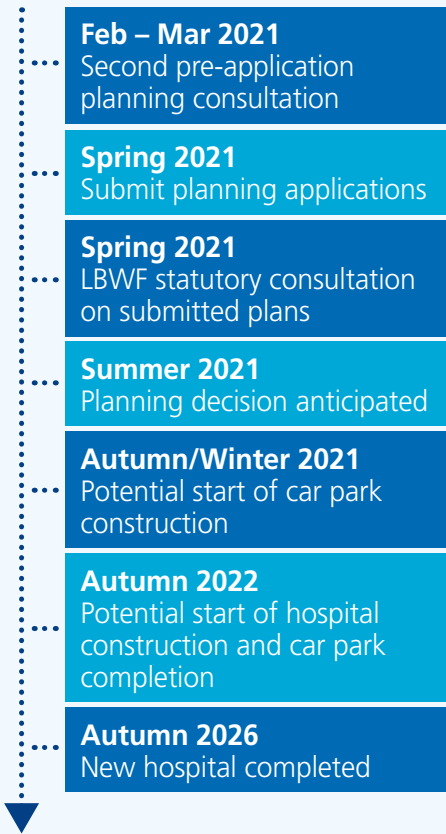 Feb – Mar 2021
Second pre-application
planning consultation
Spring 2021
Submit planning applications
Spring 2021
LBWF statutory consultation
on submitted plans
Summer 2021
Planning decision anticipated
Autumn/Winter 2021
Potential start of car park
construction
Autumn 2022
Potential start of hospital
construction and car park
completion
Autumn 2026
New hospital completed